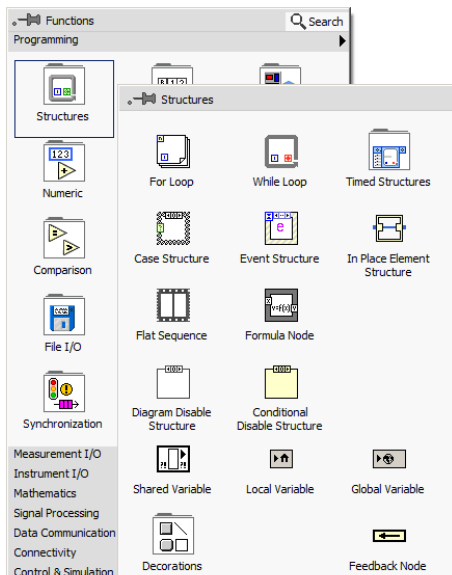 Functions
Search
Programming
Structures
Structures
For Loop
While Loop
Timed Structures
123
Numeric
Case Structure
Event Structure
In Place Element
Structure
Comparison
Flat Sequence
Formula Node
File I/O
Diagram Disable
Structure
Conditional
Disable Structure
Synchronization
Measurement I/O
Instrument I/O
Mathematics
Signal Processing
Data Communication
Connectivity
Control & Simulation
Shared Variable
Local Variable
Global Variable
Decorations
Feedback Node